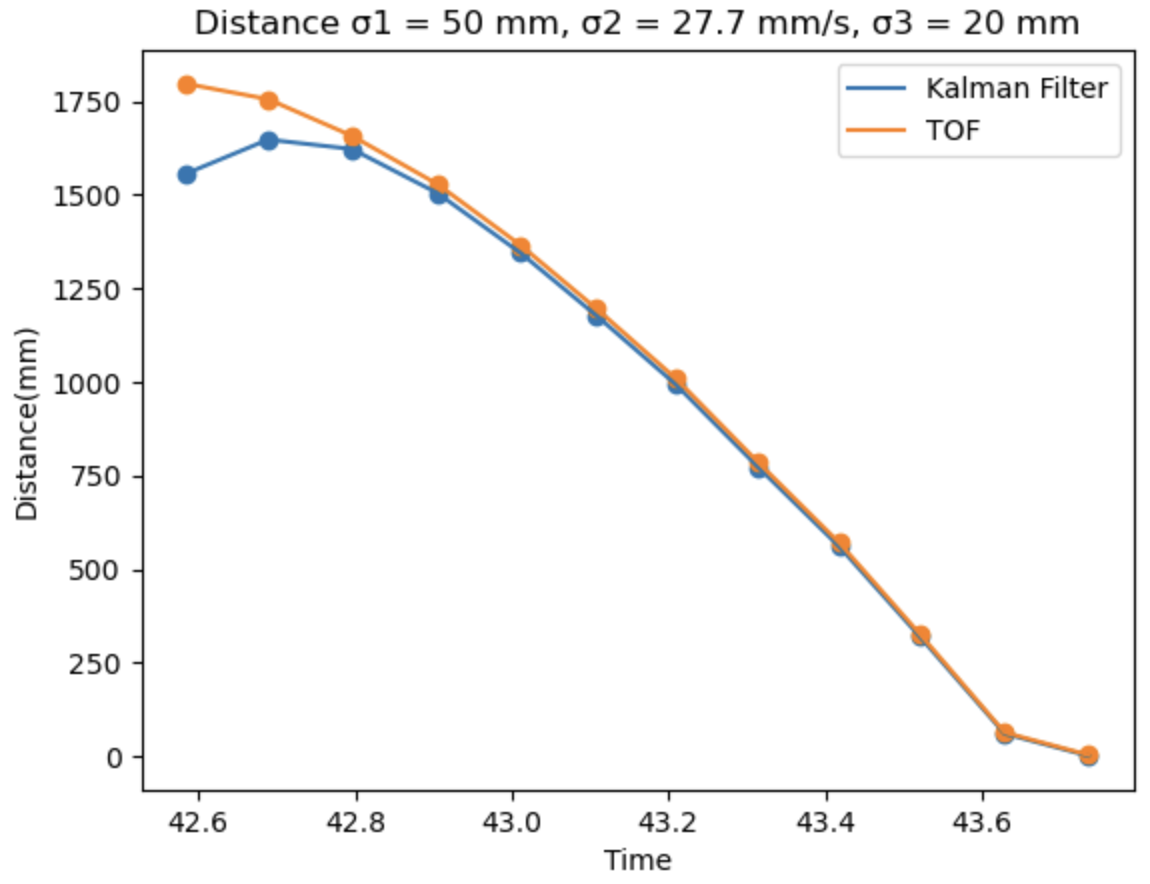 Distance σ1 = 50 mm, σ2 = 27.7 mm/s, σ3 = 20 mm
Kalman Filter
TOF
Distance(mm)
1750
1500
1250
1000
750
500
250
0
42.6 42.8 43.0 43.2 43.4 43.6
Time